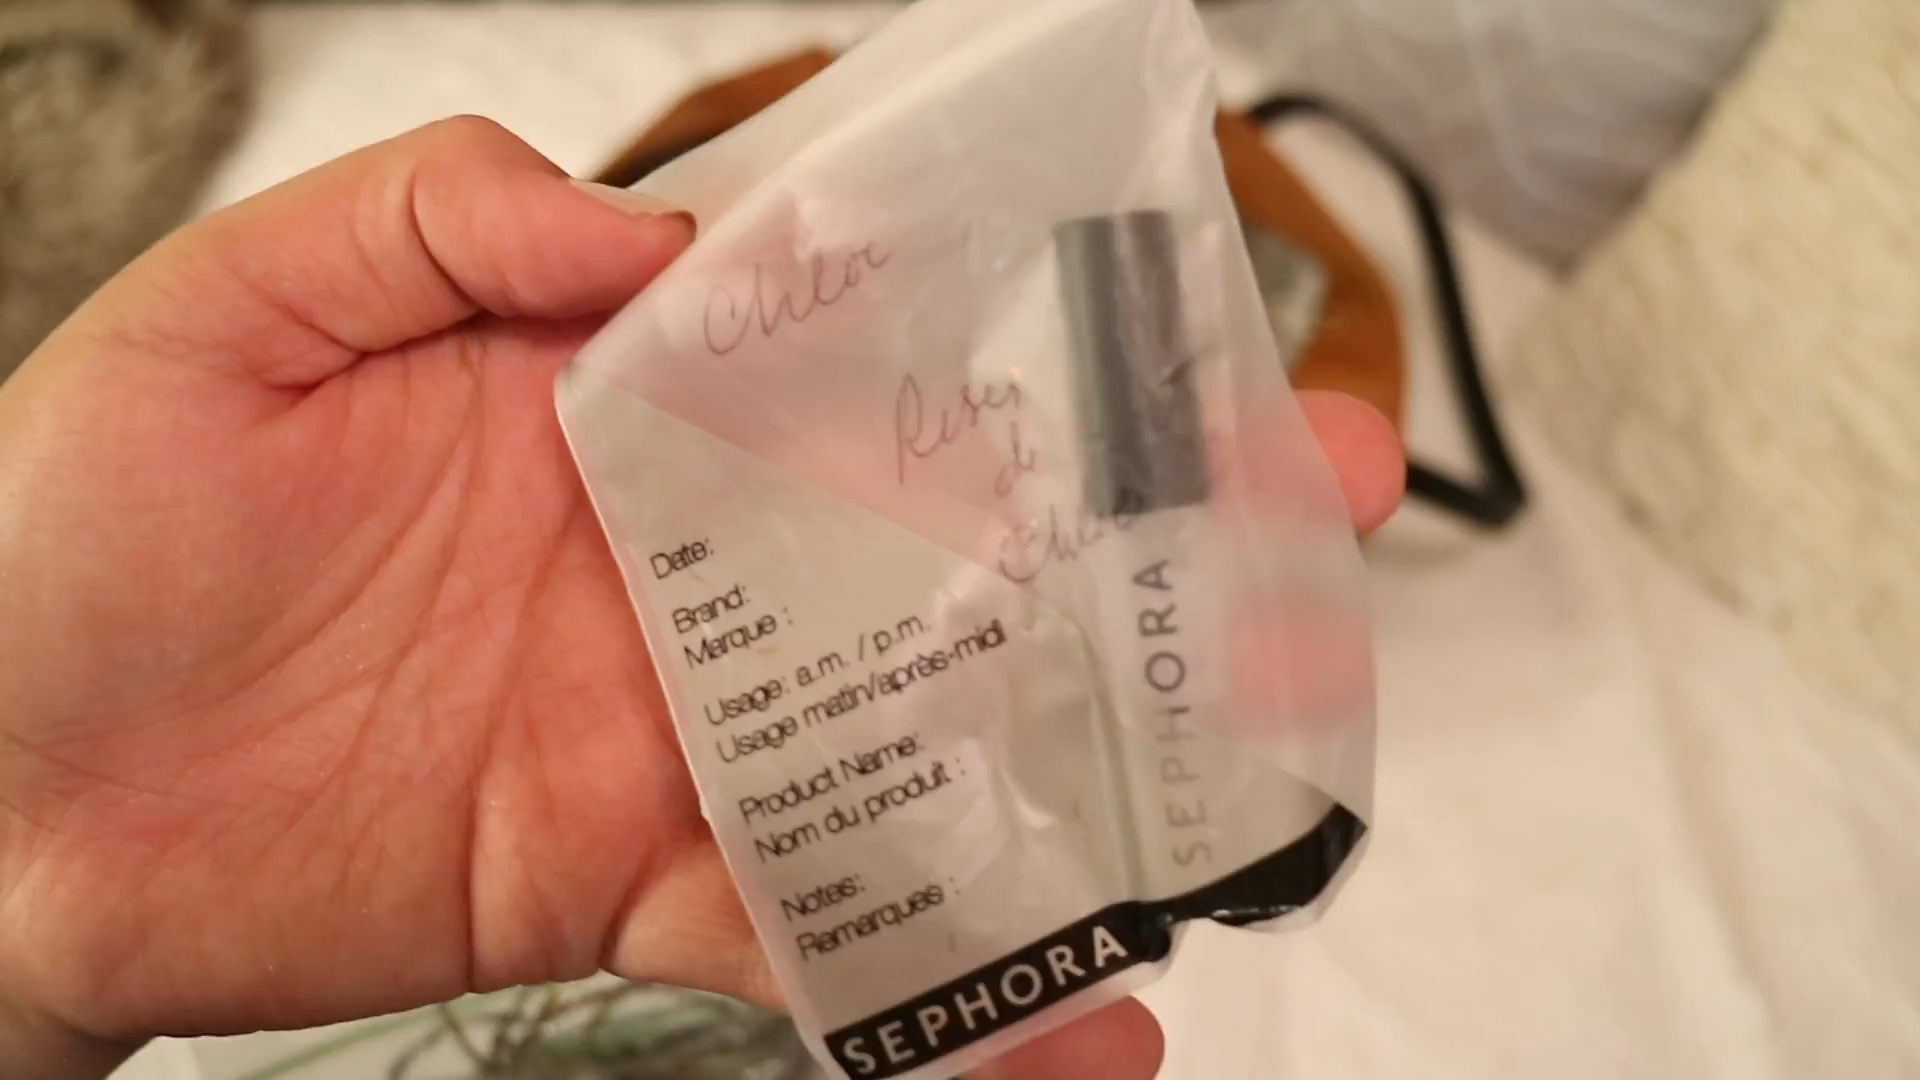 Chloe
Roses
de
Chloe
Date:
Brand:
Marque :
Usage: a.m. / p.m.
Usage matin/après-midi
Product Name:
Nom du produit :
Notes:
Remarques :
SEPHORA
SEPHORA